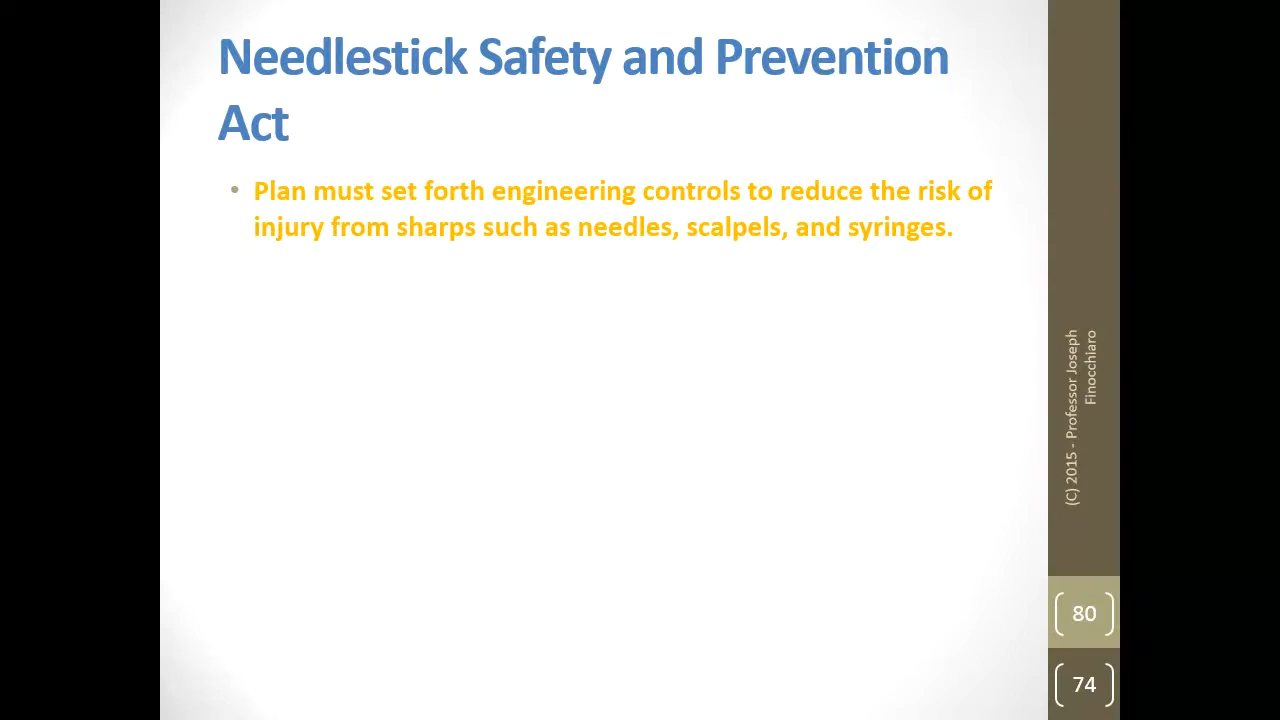 Needlestick Safety and Prevention
Act
• Plan must set forth engineering controls to reduce the risk of
injury from sharps such as needles, scalpels, and syringes.
(C) 2015 - Professor Joseph
Finocchiaro
80
74